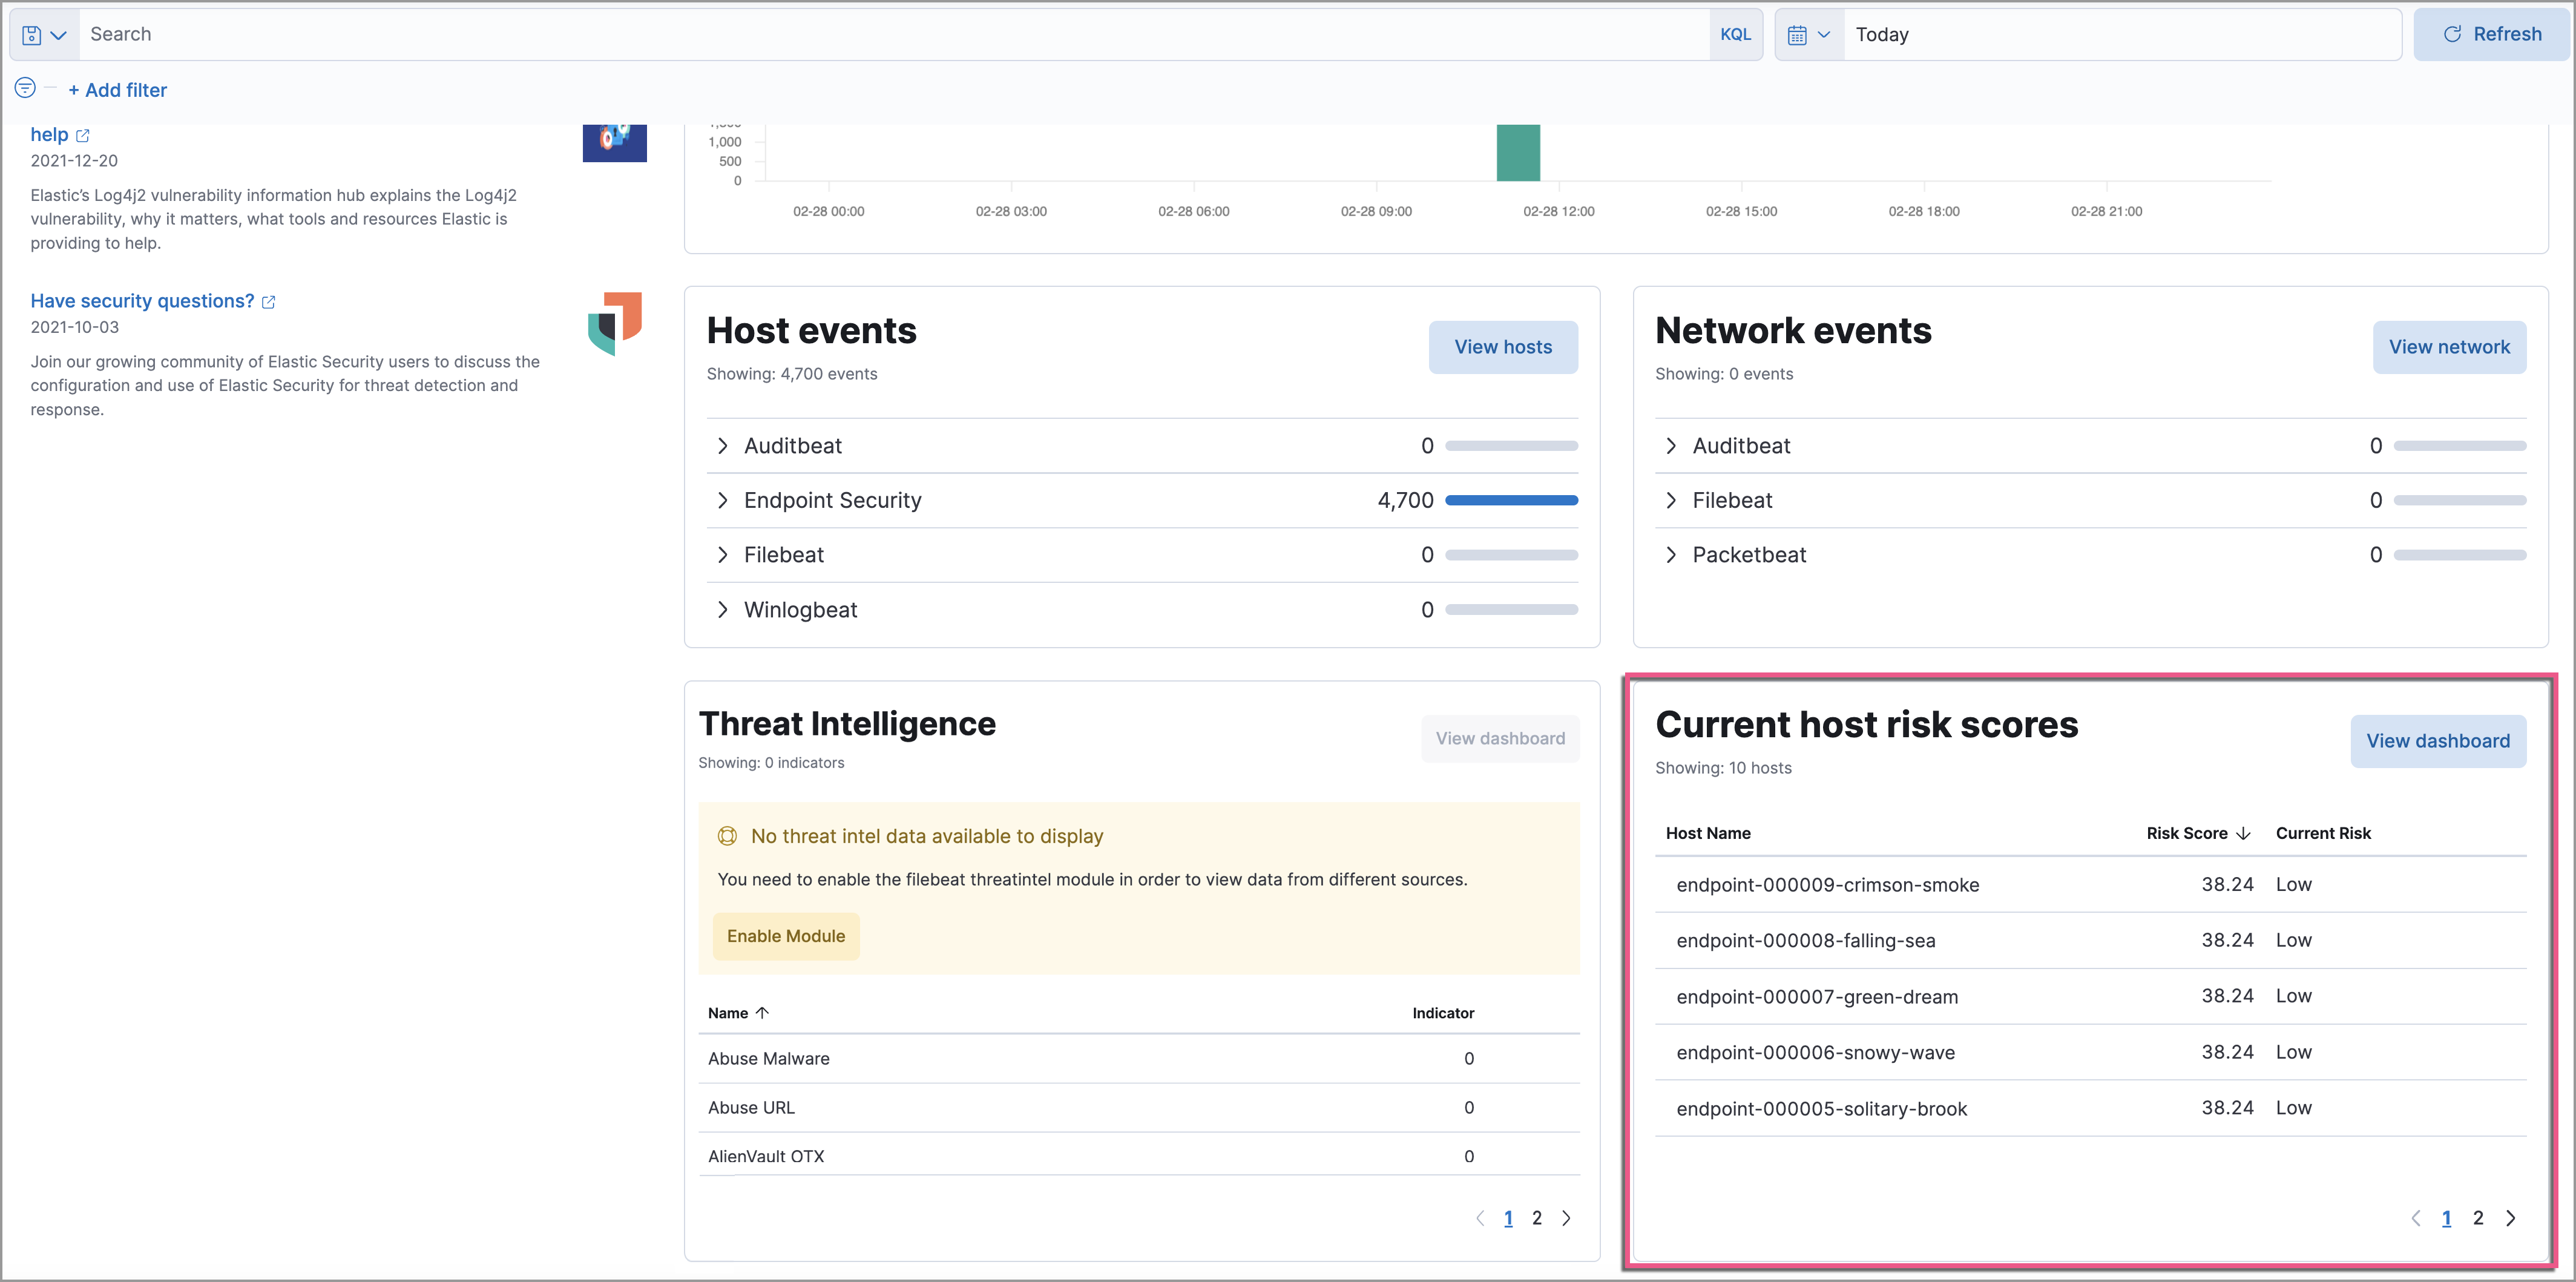 Search
KQL
Today
Refresh
+ Add filter
help
2021-12-20
Elastic’s Log4j2 vulnerability information hub explains the Log4j2
vulnerability, why it matters, what tools and resources Elastic is
providing to help.
Have security questions?
2021-10-03
Join our growing community of Elastic Security users to discuss the
configuration and use of Elastic Security for threat detection and
response.
1,000
500
0
02-28 00:00 02-28 03:00 02-28 06:00 02-28 09:00 02-28 12:00 02-28 15:00 02-28 18:00 02-28 21:00
Host events
View hosts
Showing: 4,700 events
Auditbeat 0
Endpoint Security 4,700
Filebeat 0
Winlogbeat 0
Network events
View network
Showing: 0 events
Auditbeat 0
Filebeat 0
Packetbeat 0
Threat Intelligence
View dashboard
Showing: 0 indicators
No threat intel data available to display
You need to enable the filebeat threatintel module in order to view data from different sources.
Enable Module
Name Indicator
Abuse Malware 0
Abuse URL 0
AlienVault OTX 0
1 2
Current host risk scores
View dashboard
Showing: 10 hosts
Host Name Risk Score Current Risk
endpoint-000009-crimson-smoke 38.24 Low
endpoint-000008-falling-sea 38.24 Low
endpoint-000007-green-dream 38.24 Low
endpoint-000006-snowy-wave 38.24 Low
endpoint-000005-solitary-brook 38.24 Low
1 2